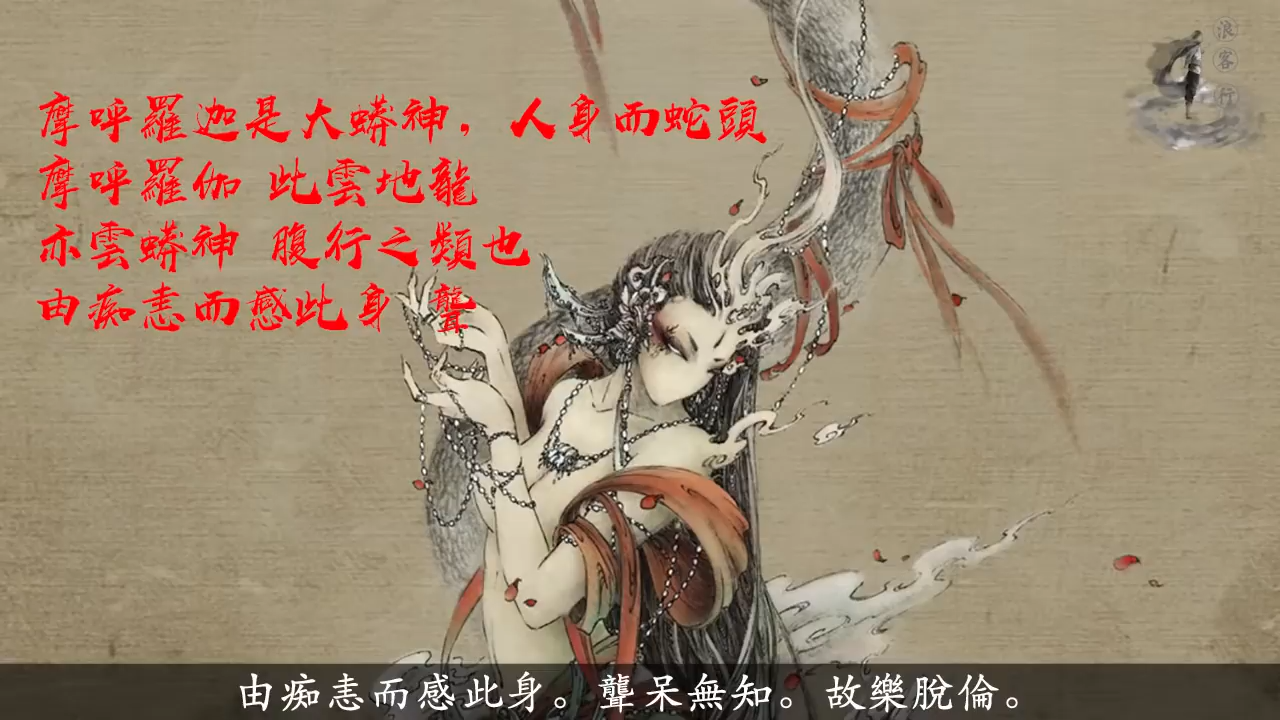 摩呼羅迦是大蟒神，人身而蛇頭
摩呼羅伽 此雲地龍
亦雲蟒神 腹行之類也
由痴恚而感此身 聾
浪客行
由痴恚而感此身。聾呆無知。故樂脫倫。